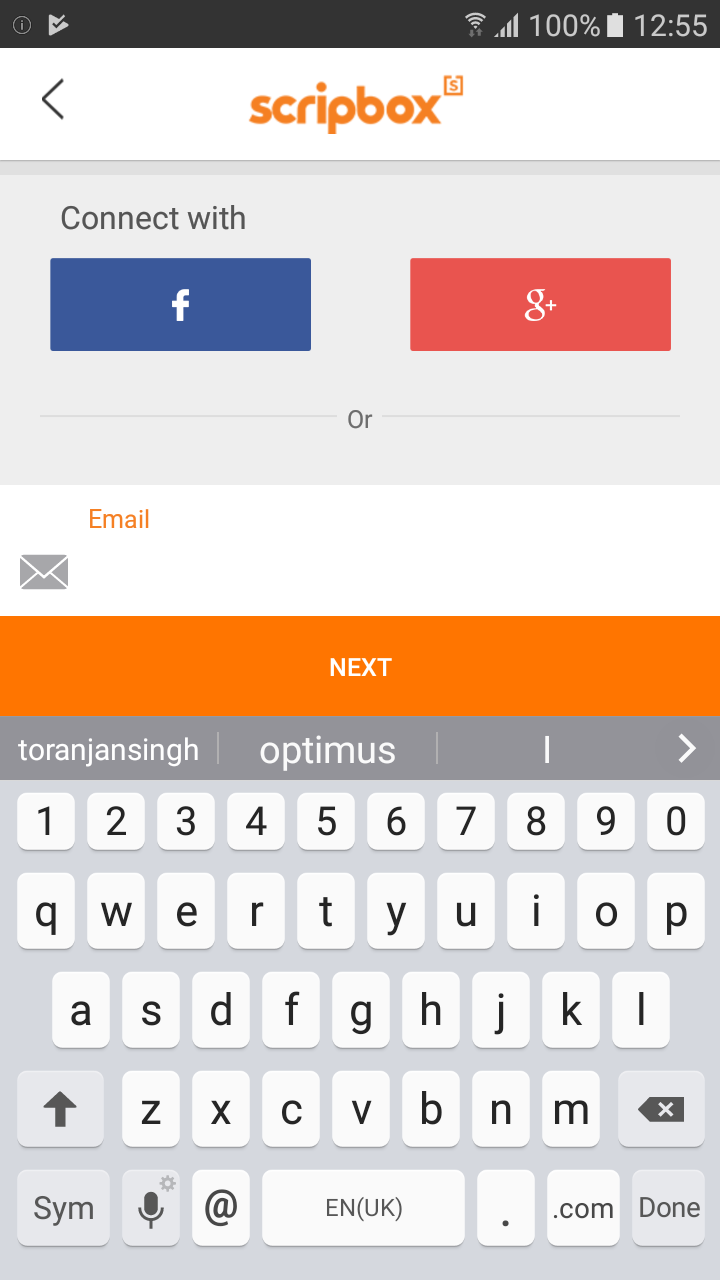 100% 12:55
scripbox [s]
Connect with
f g+
Or
Email
NEXT
toranjansingh optimus I
1 2 3 4 5 6 7 8 9 0
q w e r t y u i o p
a s d f g h j k l
z x c v b n m
Sym @ EN(UK) . .com Done